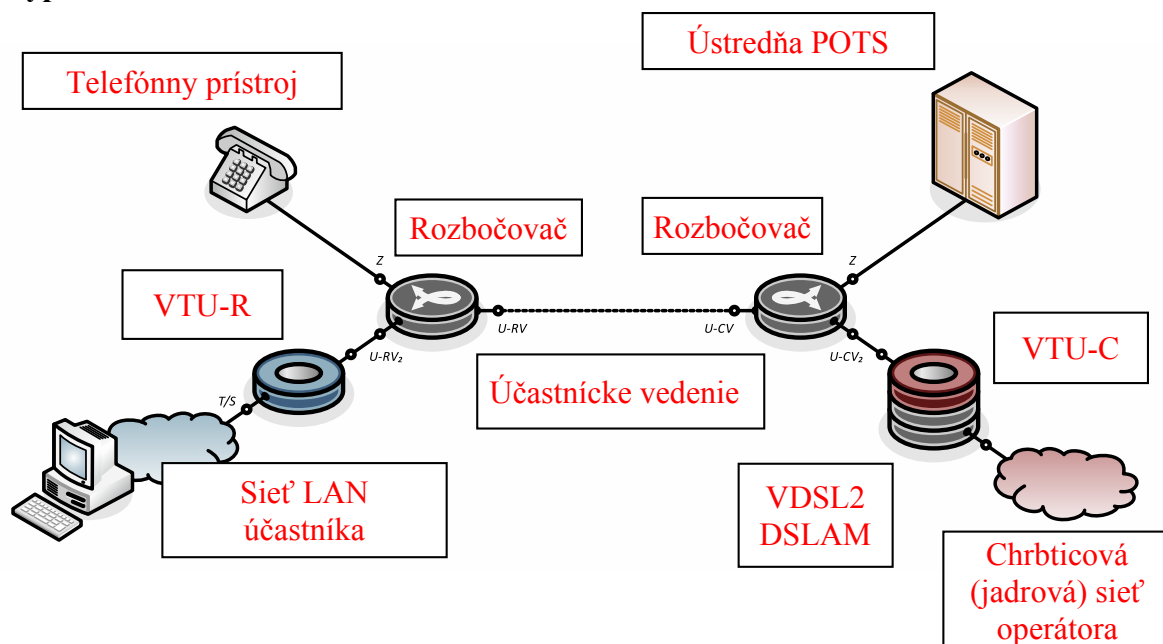 Ústredňa POTS
Telefónny prístroj
Rozbočovač
Rozbočovač
Z
Z
VTU-R
U-RV
U-CV
U-RV₂
U-CV₂
VTU-C
Účastnícke vedenie
T/S
Sieť LAN
účastníka
VDSL2
DSLAM
Chrbticová
(jadrová) sieť
operátora